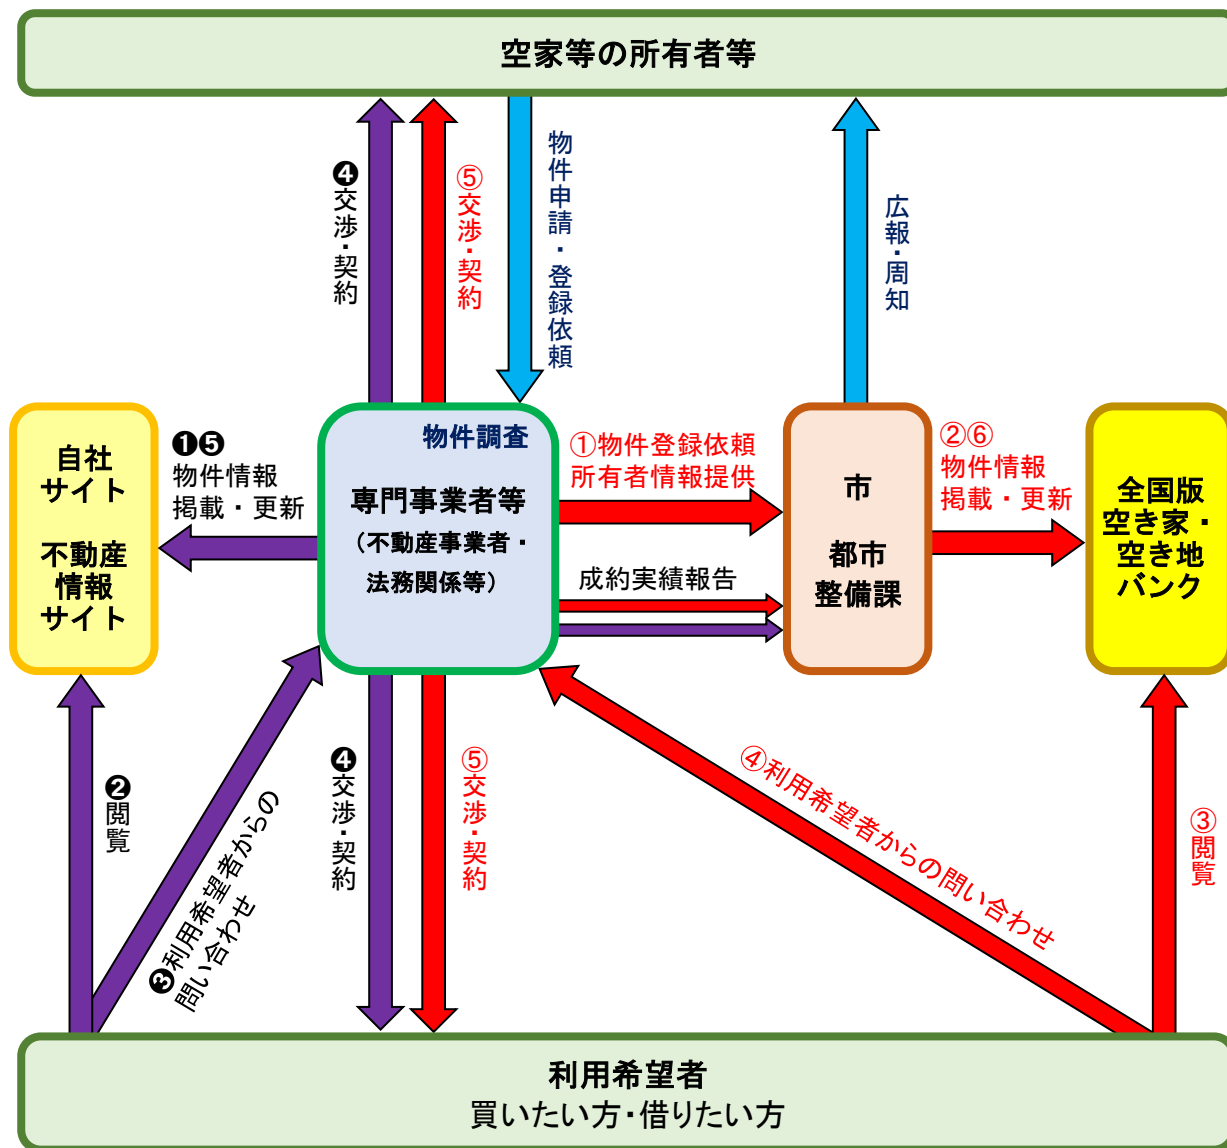 空家等の所有者等
❹交渉・契約
⑤交渉・契約
物件申請・登録依頼
広報・周知
自社
サイト
不動産
情報
サイト
❶❺
物件情報
掲載・更新
物件調査
専門事業者等
（不動産事業者・
法務関係等）
①物件登録依頼
所有者情報提供
成約実績報告
市
都市
整備課
②⑥
物件情報
掲載・更新
全国版
空き家・
空き地
バンク
❷閲覧
❸利用希望者からの
問い合わせ
❹交渉・契約
⑤交渉・契約
④利用希望者からの問い合わせ
③閲覧
利用希望者
買いたい方・借りたい方